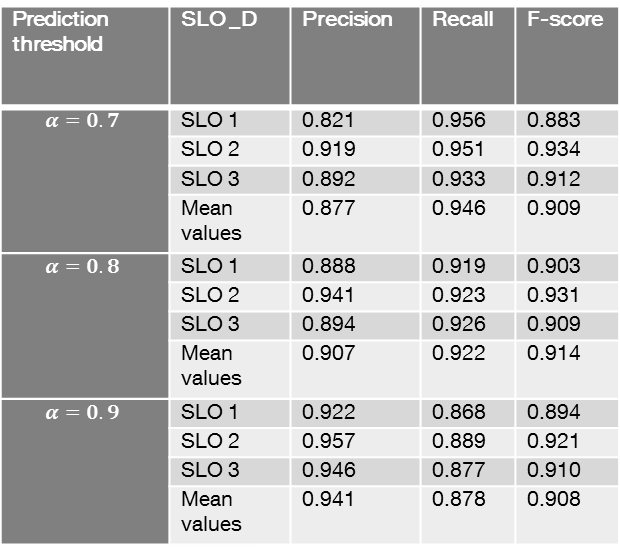 Prediction threshold SLO_D Precision Recall F-score
α = 0.7 SLO 1 0.821 0.956 0.883
SLO 2 0.919 0.951 0.934
SLO 3 0.892 0.933 0.912
Mean values 0.877 0.946 0.909
α = 0.8 SLO 1 0.888 0.919 0.903
SLO 2 0.941 0.923 0.931
SLO 3 0.894 0.926 0.909
Mean values 0.907 0.922 0.914
α = 0.9 SLO 1 0.922 0.868 0.894
SLO 2 0.957 0.889 0.921
SLO 3 0.946 0.877 0.910
Mean values 0.941 0.878 0.908